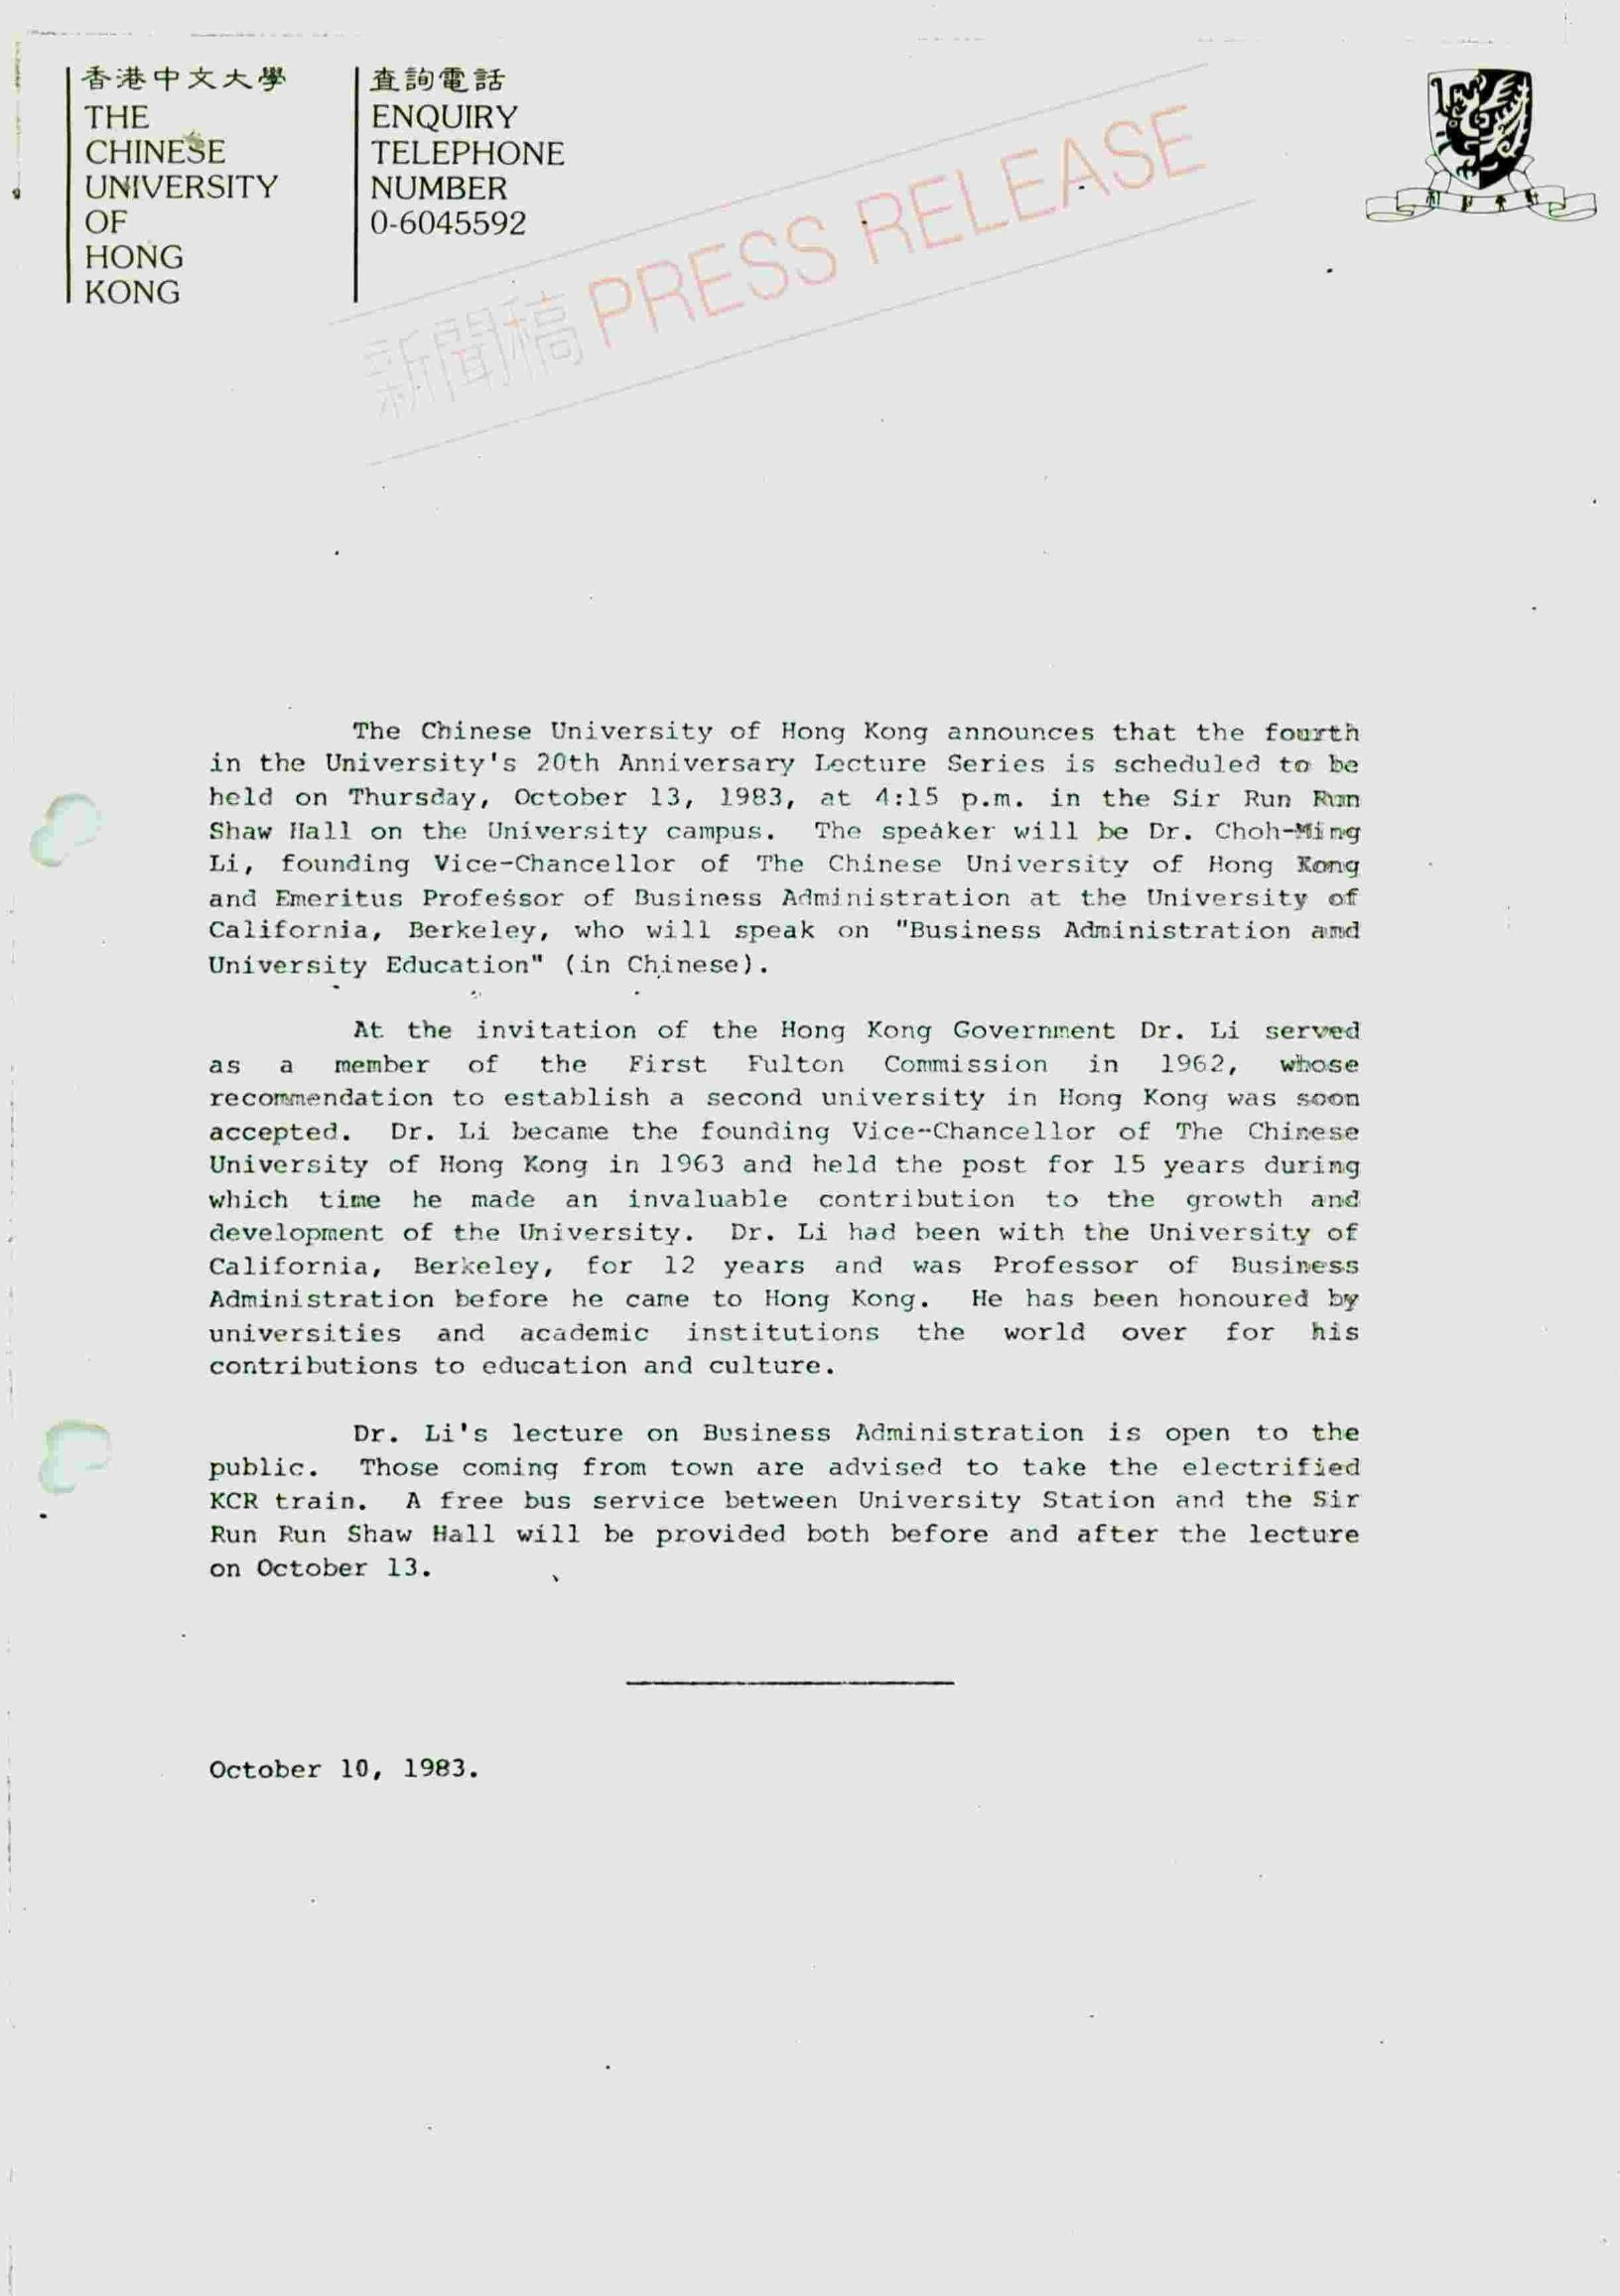 香港中文大學
THE
CHINESE
UNIVERSITY
OF
HONG
KONG
查詢電話
ENQUIRY
TELEPHONE
NUMBER
0-6045592
新聞稿 PRESS RELEASE
The Chinese University of Hong Kong announces that the fourth
in the University's 20th Anniversary Lecture Series is scheduled to be
held on Thursday, October 13, 1983, at 4:15 p.m. in the Sir Run Run
Shaw Hall on the University campus. The speaker will be Dr. Choh-Ming
Li, founding Vice-Chancellor of The Chinese University of Hong Kong
and Emeritus Professor of Business Administration at the University of
California, Berkeley, who will speak on "Business Administration and
University Education" (in Chinese).
At the invitation of the Hong Kong Government Dr. Li served
as a member of the First Fulton Commission in 1962, whose
recommendation to establish a second university in Hong Kong was soon
accepted. Dr. Li became the founding Vice-Chancellor of The Chinese
University of Hong Kong in 1963 and held the post for 15 years during
which time he made an invaluable contribution to the growth and
development of the University. Dr. Li had been with the University of
California, Berkeley, for 12 years and was Professor of Business
Administration before he came to Hong Kong. He has been honoured by
universities and academic institutions the world over for his
contributions to education and culture.
Dr. Li's lecture on Business Administration is open to the
public. Those coming from town are advised to take the electrified
KCR train. A free bus service between University Station and the Sir
Run Run Shaw Hall will be provided both before and after the lecture
on October 13.
October 10, 1983.